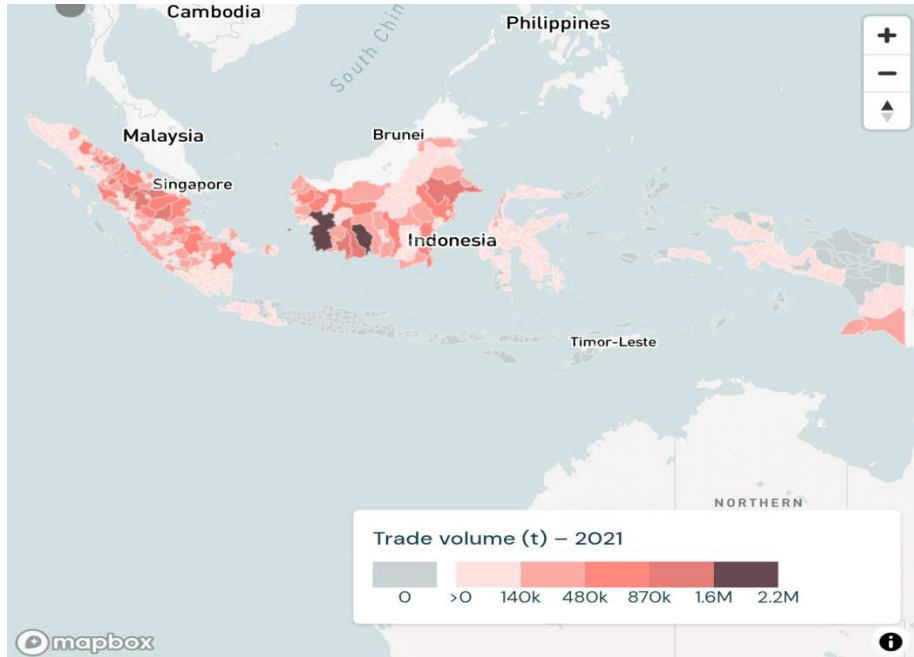 Cambodia
Philippines
South Chin
Malaysia
Brunei
Singapore
Indonesia
Timor-Leste
NORTHERN
Trade volume (t) – 2021
0 >0 140k 480k 870k 1.6M 2.2M
mapbox